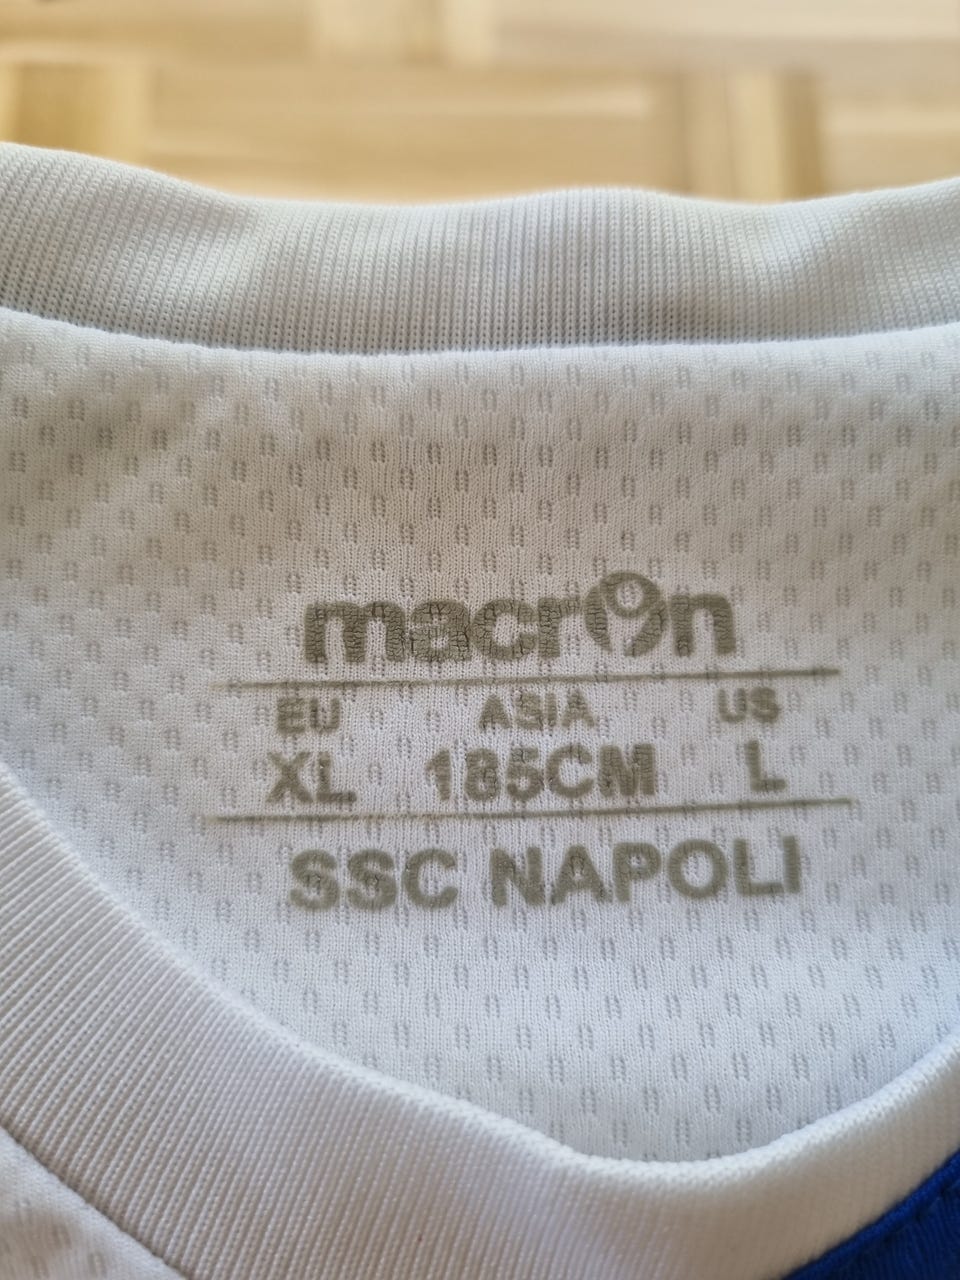 macron
EU ASIA US
XL 185CM L
SSC NAPOLI